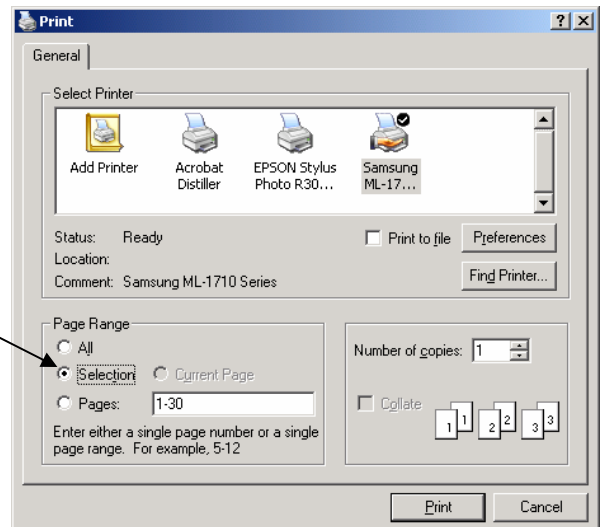 Print
General
Select Printer
Add Printer
Acrobat Distiller
EPSON Stylus Photo R30...
Samsung ML-17...
Status: Ready
Print to file
Preferences
Location:
Comment: Samsung ML-1710 Series
Find Printer...
Page Range
All
Selection
Current Page
Pages: 1-30
Enter either a single page number or a single
page range. For example, 5-12
Number of copies: 1
Collate
1 1 2 2 3 3
Print
Cancel